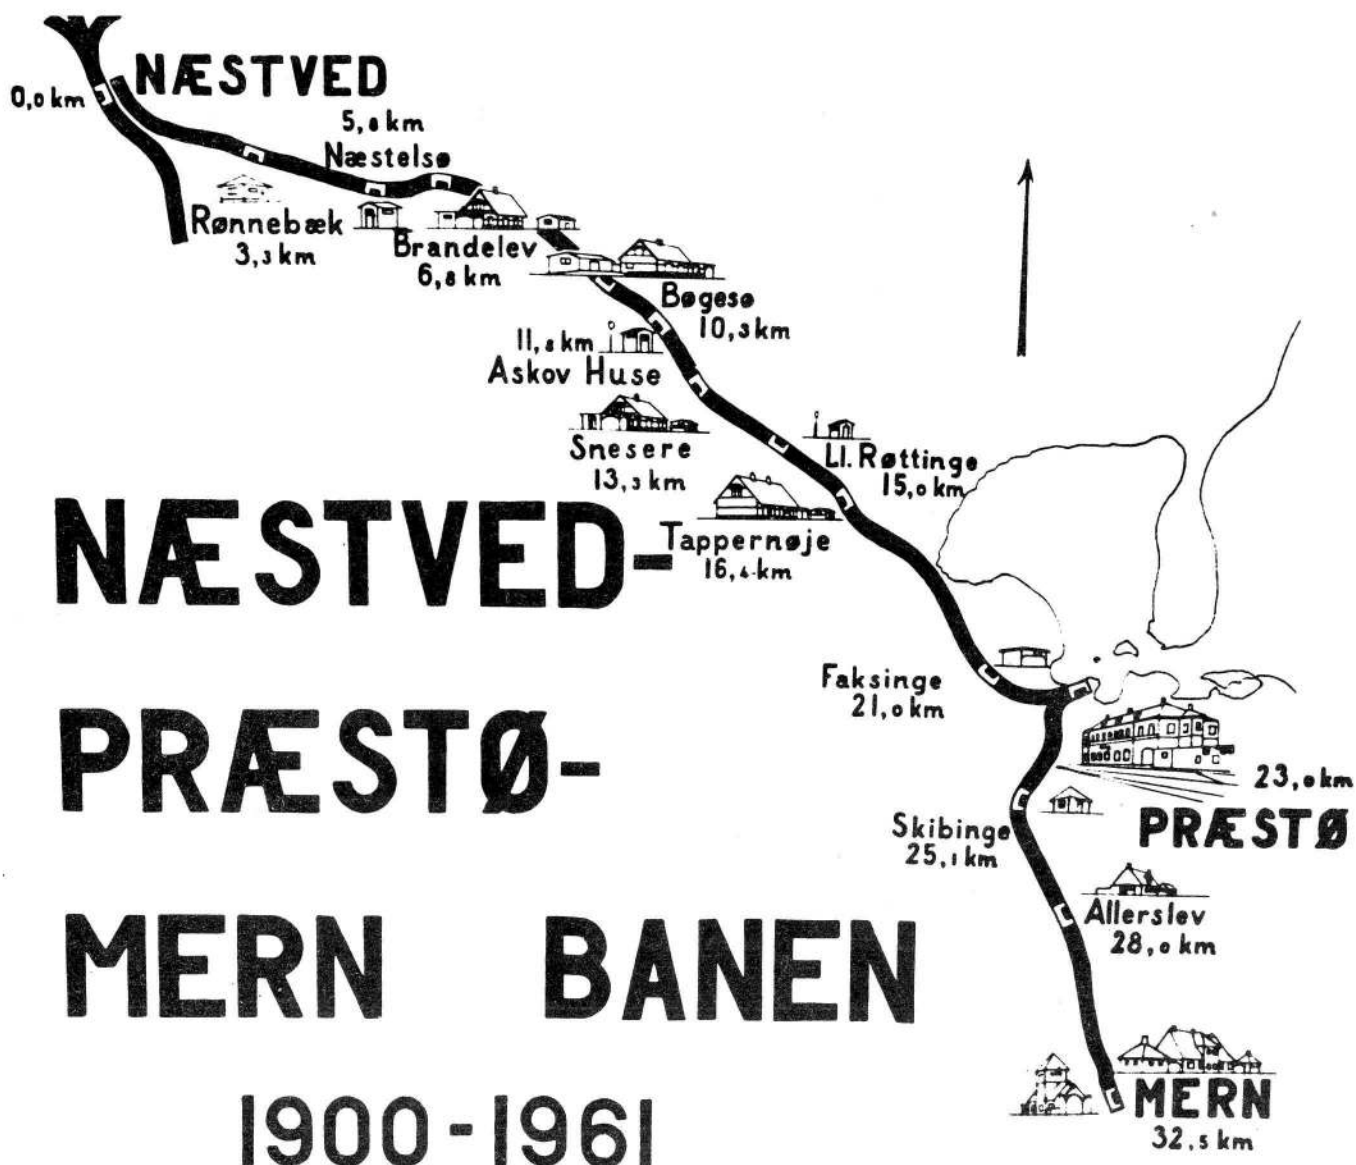 NÆSTVED
0,0 km
5,8 km
Næstelsø
Rønnebæk
3,3 km
Brandelev
6,8 km
Bøgesø
10,3 km
11,8 km
Askov Huse
Snesere
13,3 km
Ll. Røttinge
15,0 km
Tappernøje
16,4 km
Faksinge
21,0 km
23,0 km
PRÆSTØ
Skibinge
25,1 km
Allerslev
28,0 km
MERN
32,5 km
NÆSTVED-
PRÆSTØ-
MERN BANEN
1900-1961